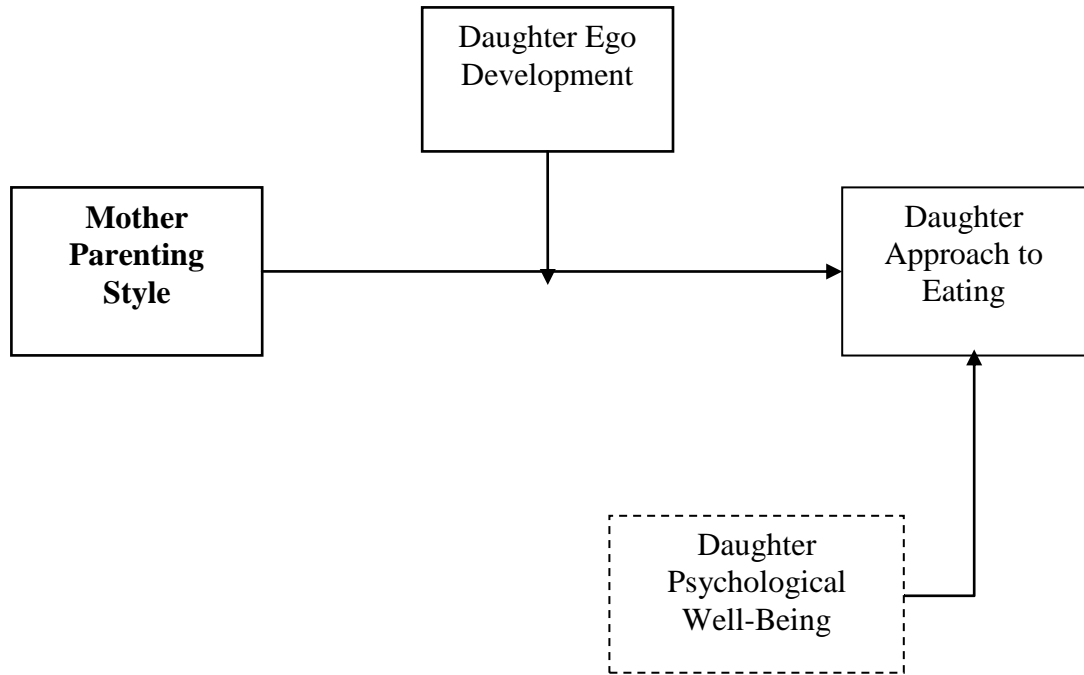 Daughter Ego
Development
Mother
Parenting
Style
Daughter
Approach to
Eating
Daughter
Psychological
Well-Being